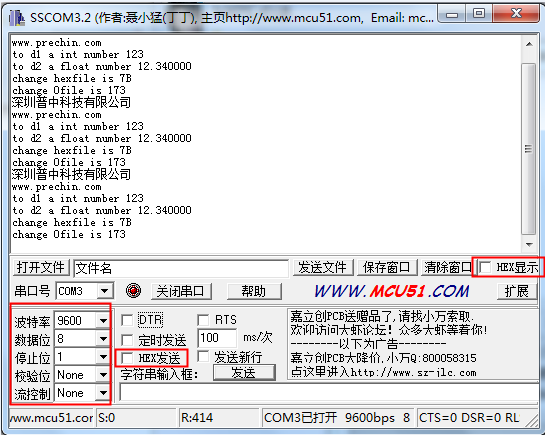 SSCOM3.2 (作者:聂小猛(丁丁), 主页http://www.mcu51.com, Email: mc...
www.prechin.com
to d1 a int number 123
to d2 a float number 12.340000
change hexfile is 7B
change Ofile is 173
深圳普中科技有限公司
www.prechin.com
to d1 a int number 123
to d2 a float number 12.340000
change hexfile is 7B
change Ofile is 173
深圳普中科技有限公司
www.prechin.com
to d1 a int number 123
to d2 a float number 12.340000
change hexfile is 7B
change Ofile is 173
打开文件 文件名 发送文件 保存窗口 清除窗口 HEX显示
串口号 COM3 关闭串口 帮助 WWW.MCU51.COM 扩展
波特率 9600 DTR RTS
数据位 8 定时发送 100 ms/次
停止位 1 HEX发送 发送新行
校验位 None 字符串输入框: 发送
流控制 None
嘉立创PCB送赠品了,请找小万索取.
欢迎访问大虾论坛! 众多大虾等着你!
--------以下为广告--------
嘉立创PCB大降价,小万Q:800058315
点这里进入http://www.sz-jlc.com
www.mcu51.cor S:0 R:414 COM3已打开 9600bps 8 CTS=0 DSR=0 RL